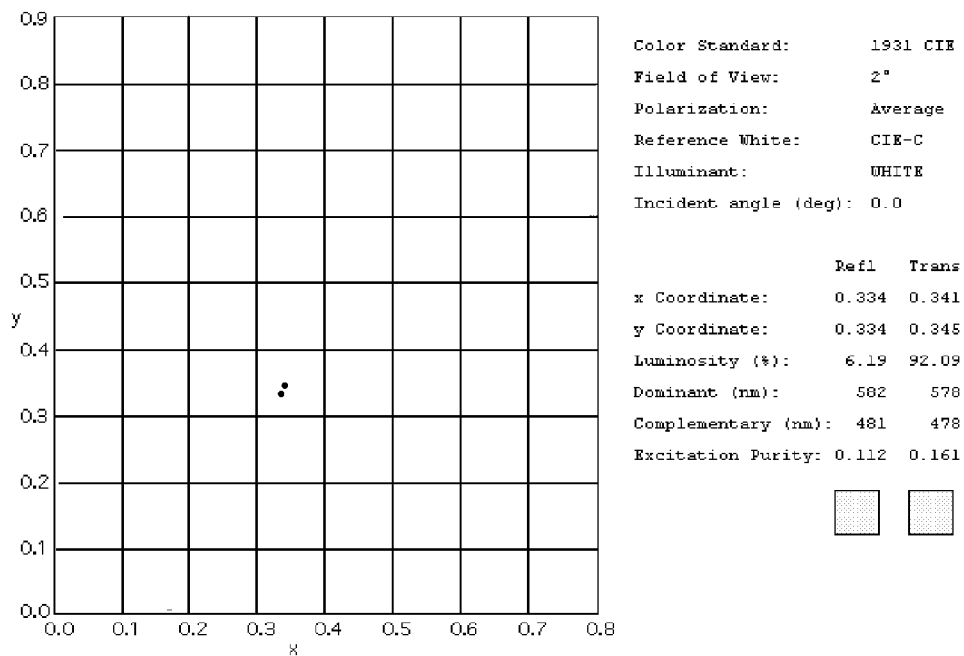 0.9
0.8
0.7
0.6
0.5
y
0.4
0.3
0.2
0.1
0.0
0.0 0.1 0.2 0.3 0.4 0.5 0.6 0.7 0.8
x
Color Standard: 1931 CIE
Field of View: 2°
Polarization: Average
Reference White: CIE-C
Illuminant: WHITE
Incident angle (deg): 0.0
Refl Trans
x Coordinate: 0.334 0.341
y Coordinate: 0.334 0.345
Luminosity (%): 6.19 92.09
Dominant (nm): 582 578
Complementary (nm): 481 478
Excitation Purity: 0.112 0.161